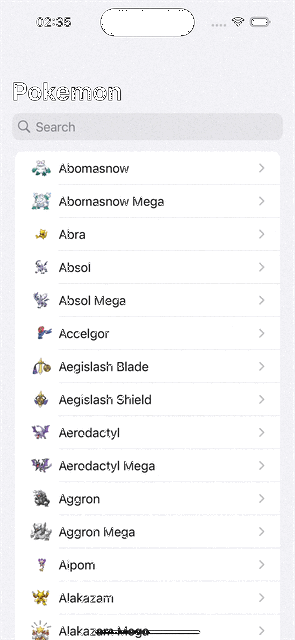 02:35
Pokemon
Search
Abomasnow
Abomasnow Mega
Abra
Absol
Absol Mega
Accelgor
Aegislash Blade
Aegislash Shield
Aerodactyl
Aerodactyl Mega
Aggron
Aggron Mega
Aipom
Alakazam
Alakazam Mega